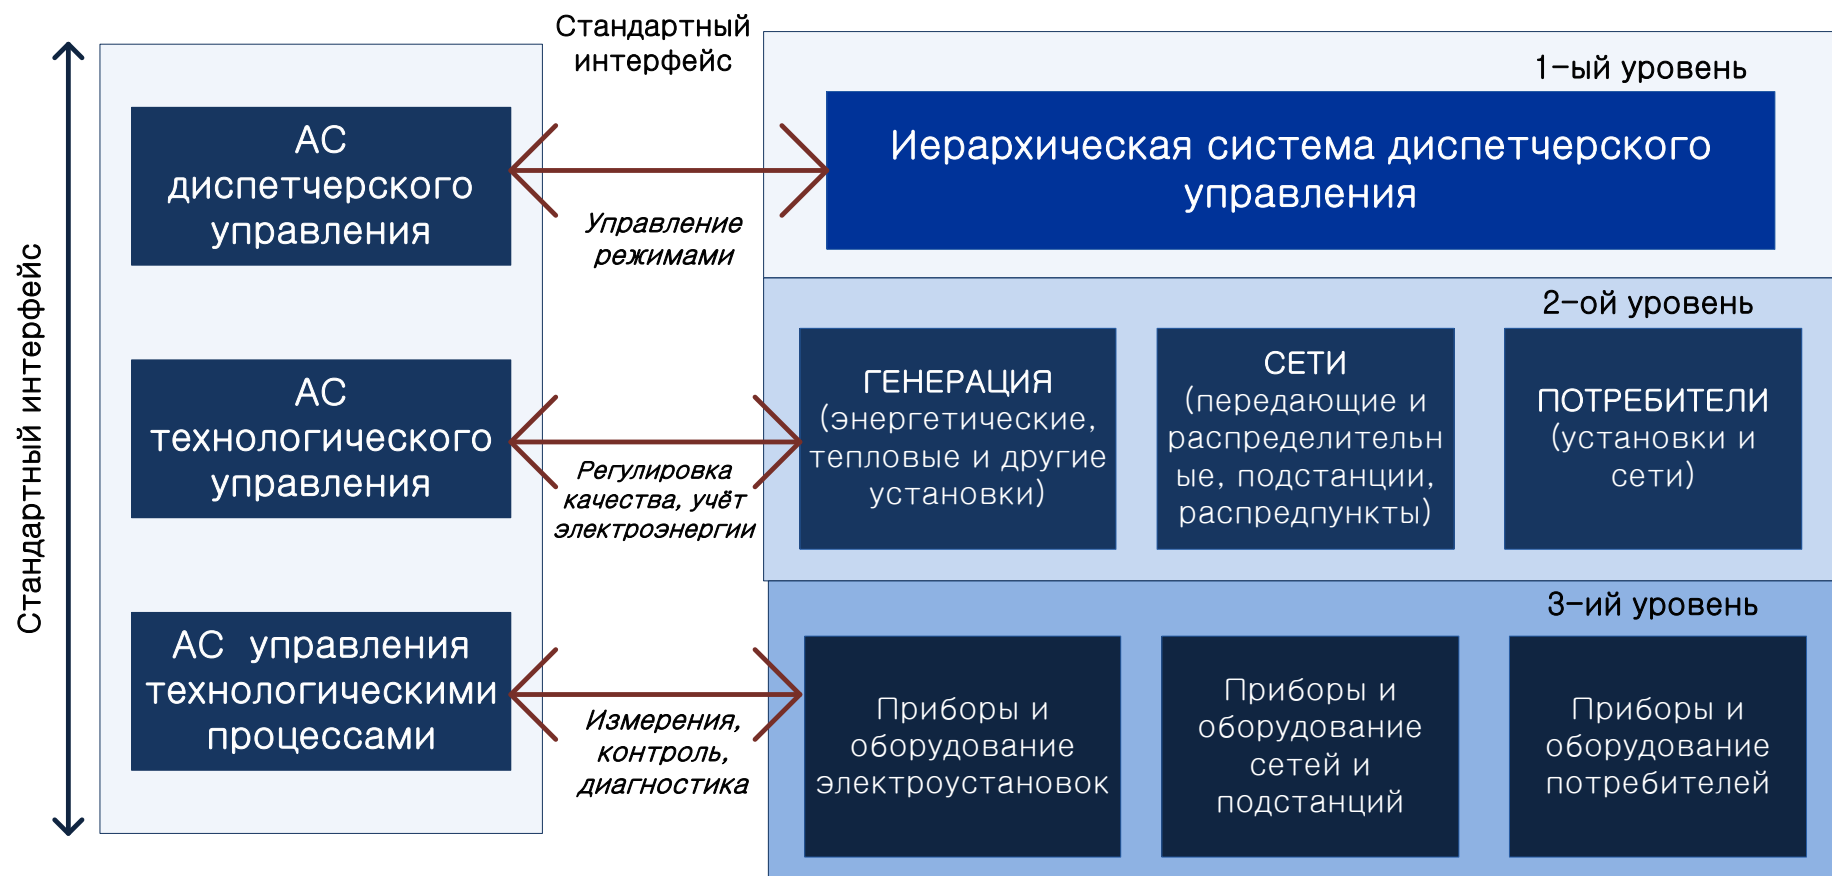 Стандартный интерфейс
АС
диспетчерского
управления
АС
технологического
управления
АС управления
технологическими
процессами
Стандартный
интерфейс
Управление
режимами
Регулировка
качества, учёт
электроэнергии
Измерения,
контроль,
диагностика
1-ый уровень
Иерархическая система диспетчерского
управления
2-ой уровень
ГЕНЕРАЦИЯ
(энергетические,
тепловые и другие
установки)
СЕТИ
(передающие и
распределительн
ые, подстанции,
распредпункты)
ПОТРЕБИТЕЛИ
(установки и
сети)
3-ий уровень
Приборы и
оборудование
электроустановок
Приборы и
оборудование
сетей и
подстанций
Приборы и
оборудование
потребителей